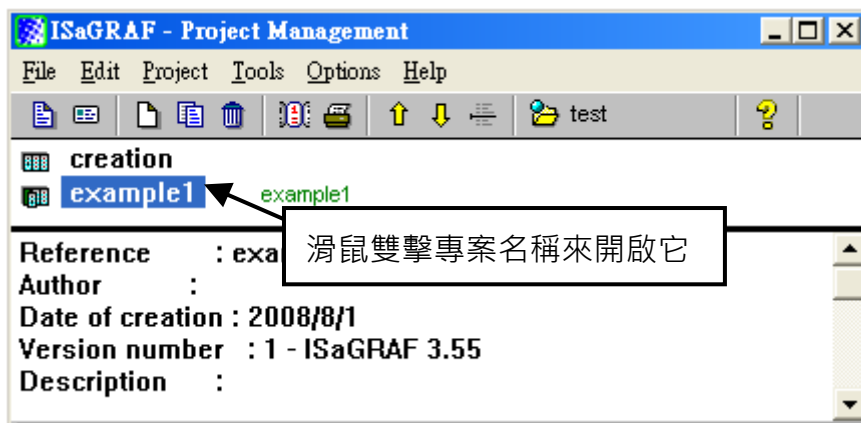 ISaGRAF - Project Management
File Edit Project Tools Options Help
test
creation
example1 example1
滑鼠雙擊專案名稱來開啟它
Reference : exa
Author :
Date of creation : 2008/8/1
Version number : 1 - ISaGRAF 3.55
Description :